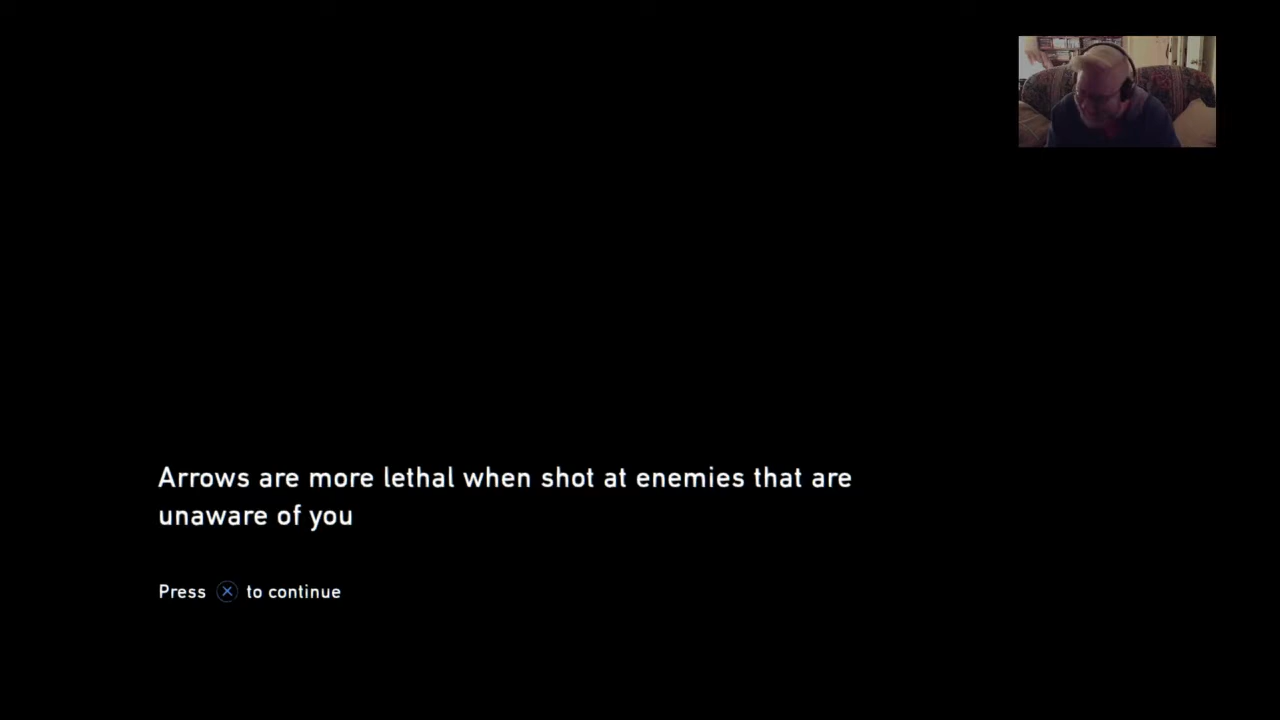 Arrows are more lethal when shot at enemies that are
unaware of you
Press ⓧ to continue